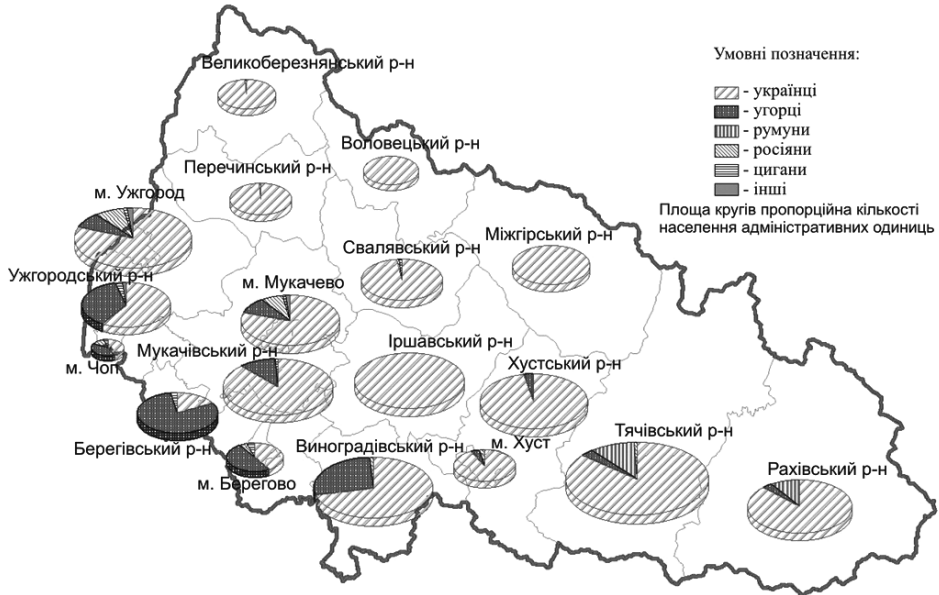 Великоберезнянський р-н
Умовні позначення:
- українці
- угорці
- румуни
- росіяни
- цигани
- інші
Площа кругів пропорційна кількості
населення адміністративних одиниць
Воловецький р-н
Перечинський р-н
м. Ужгород
Міжгірський р-н
Свалявський р-н
Ужгородський р-н
м. Мукачево
Іршавський р-н
Мукачівський р-н
м. Чоп
Хустський р-н
Тячівський р-н
м. Хуст
Виноградівський р-н
Берегівський р-н
Рахівський р-н
м. Берегово